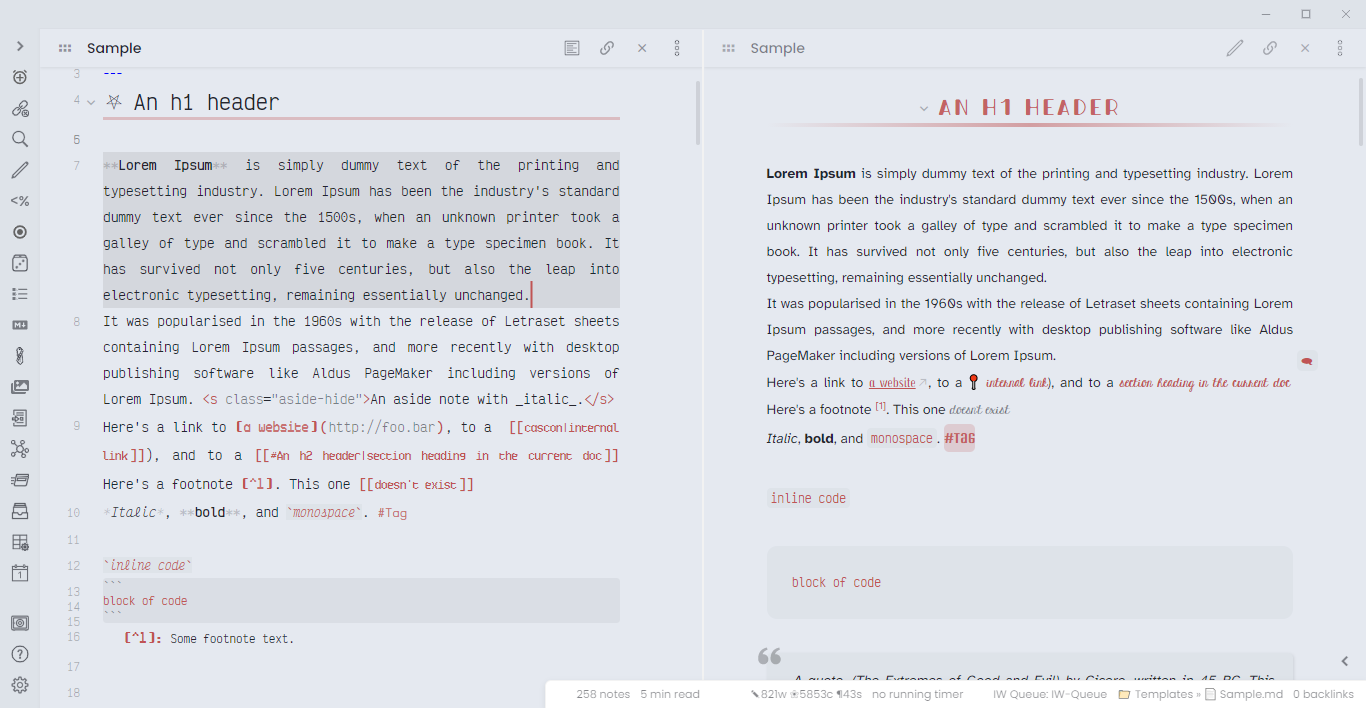 Sample
3 ---
4 An h1 header
5
6
7 **Lorem Ipsum** is simply dummy text of the printing and
typesetting industry. Lorem Ipsum has been the industry's standard
dummy text ever since the 1500s, when an unknown printer took a
galley of type and scrambled it to make a type specimen book. It
has survived not only five centuries, but also the leap into
electronic typesetting, remaining essentially unchanged.
8 It was popularised in the 1960s with the release of Letraset sheets
containing Lorem Ipsum passages, and more recently with desktop
publishing software like Aldus PageMaker including versions of
Lorem Ipsum. <s class="aside-hide">An aside note with _italic_.</s>
9 Here's a link to [a website](http://foo.bar), to a [[cascon|internal
link]]), and to a [[#An h2 header|section heading in the current doc]]
Here's a footnote [^1]. This one [[doesn't exist]]
10 *Italic*, **bold**, and `monospace`. #Tag
11
12 `inline code`
13 ```
14 block of code
15 ```
16 [^1]: Some footnote text.
17
18
<%
M↓
1
Sample
AN H1 HEADER
Lorem Ipsum is simply dummy text of the printing and typesetting industry. Lorem
Ipsum has been the industry's standard dummy text ever since the 1500s, when an
unknown printer took a galley of type and scrambled it to make a type specimen
book. It has survived not only five centuries, but also the leap into electronic
typesetting, remaining essentially unchanged.
It was popularised in the 1960s with the release of Letraset sheets containing Lorem
Ipsum passages, and more recently with desktop publishing software like Aldus
PageMaker including versions of Lorem Ipsum.
Here's a link to a website, to a internal link), and to a section heading in the current doc
Here's a footnote [1]. This one doesn't exist
Italic, bold, and monospace . #Tag
inline code
block of code
A quote. (The Extremes of Good and Evil) by Cicero, written in 45 BC. This
258 notes 5 min read 821w 5853c 43s no running timer IW Queue: IW-Queue Templates » Sample.md 0 backlinks